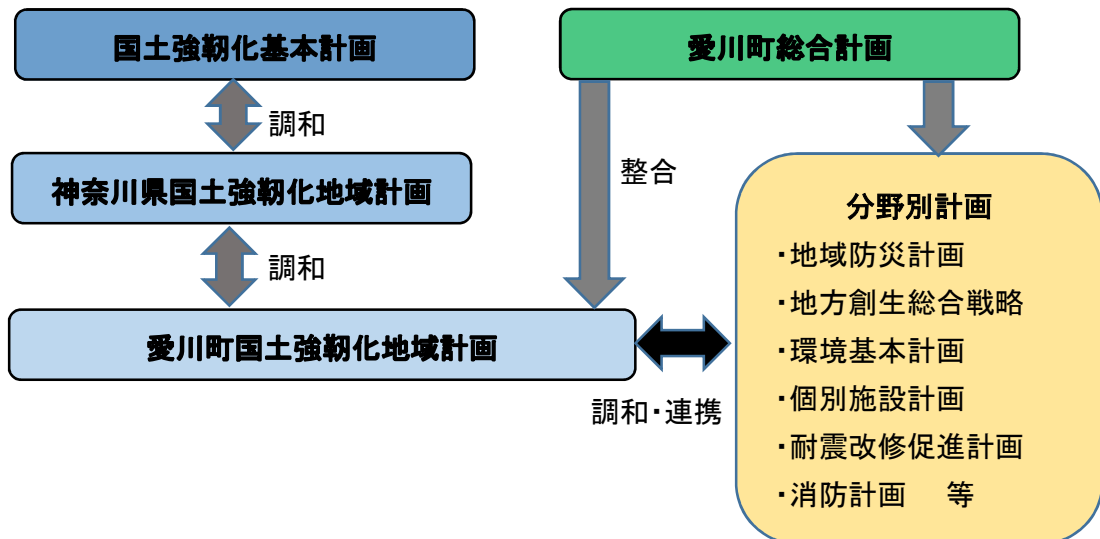 国土強靭化基本計画
愛川町総合計画
調和
神奈川県国土強靭化地域計画
整合
調和
愛川町国土強靭化地域計画
調和・連携
分野別計画
・地域防災計画
・地方創生総合戦略
・環境基本計画
・個別施設計画
・耐震改修促進計画
・消防計画　等